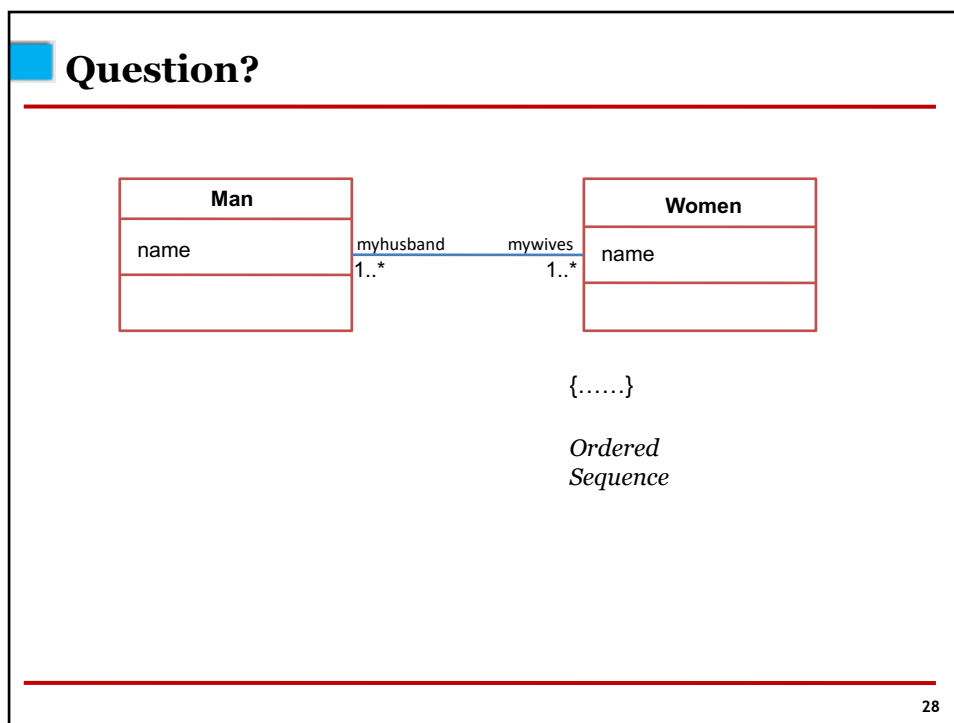 Question?
Man
Women
name
myhusband
mywives
name
1..*
1..*
{……}
Ordered
Sequence
28